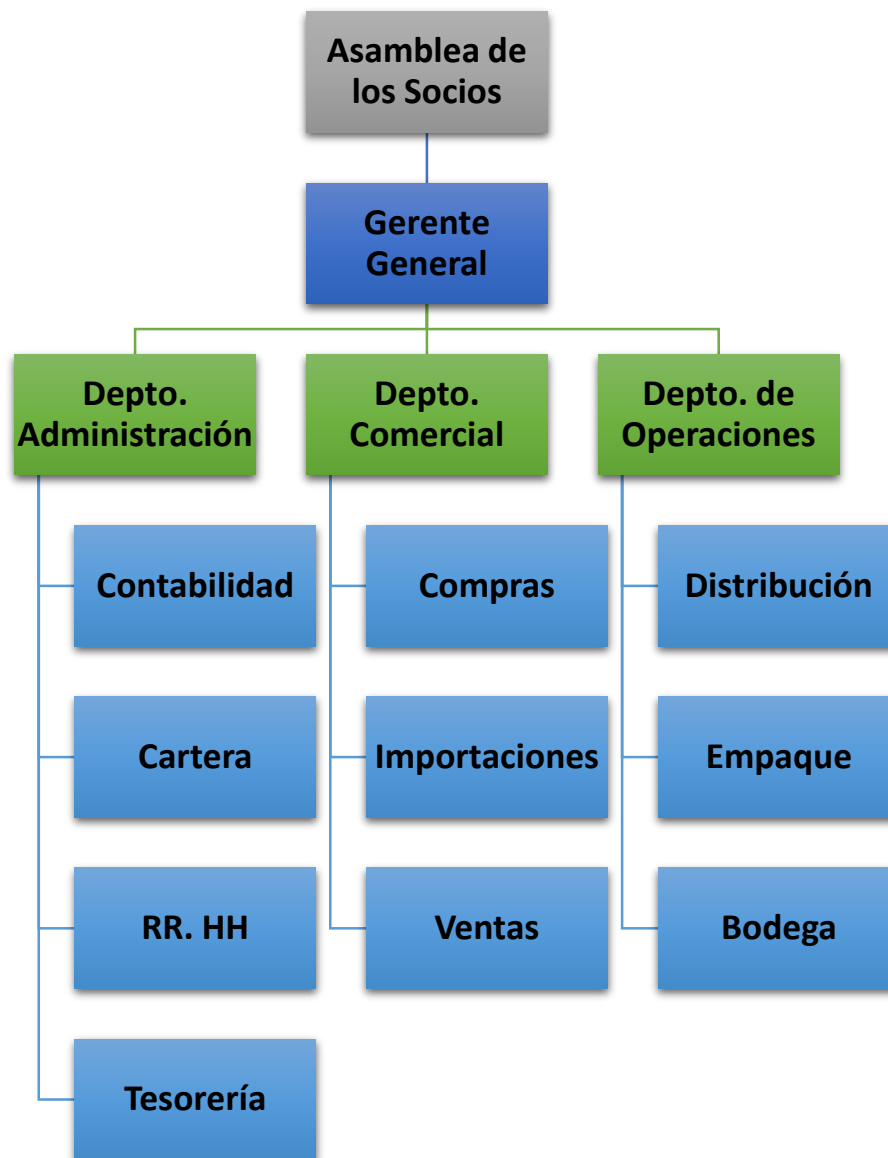 Asamblea de
los Socios
Gerente
General
Depto.
Administración
Depto.
Comercial
Depto. de
Operaciones
Contabilidad
Compras
Distribución
Cartera
Importaciones
Empaque
RR. HH
Ventas
Bodega
Tesorería